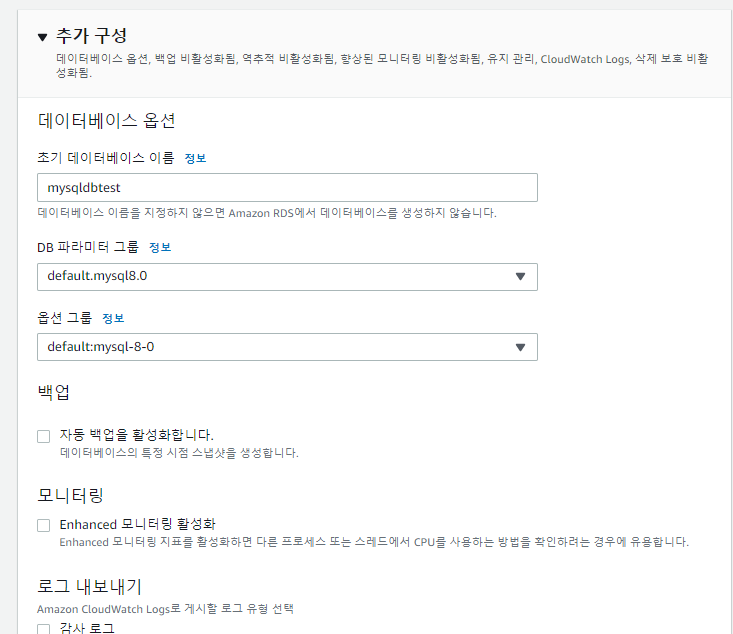 추가 구성
데이터베이스 옵션, 백업 비활성화됨, 역추적 비활성화됨, 향상된 모니터링 비활성화됨, 유지 관리, CloudWatch Logs, 삭제 보호 비활
성화됨.
데이터베이스 옵션
초기 데이터베이스 이름 정보
mysqldbtest
데이터베이스 이름을 지정하지 않으면 Amazon RDS에서 데이터베이스를 생성하지 않습니다.
DB 파라미터 그룹 정보
default.mysql8.0
옵션 그룹 정보
default:mysql-8-0
백업
자동 백업을 활성화합니다.
데이터베이스의 특정 시점 스냅샷을 생성합니다.
모니터링
Enhanced 모니터링 활성화
Enhanced 모니터링 지표를 활성화하면 다른 프로세스 또는 스레드에서 CPU를 사용하는 방법을 확인하려는 경우에 유용합니다.
로그 내보내기
Amazon CloudWatch Logs로 게시할 로그 유형 선택
감사 로그